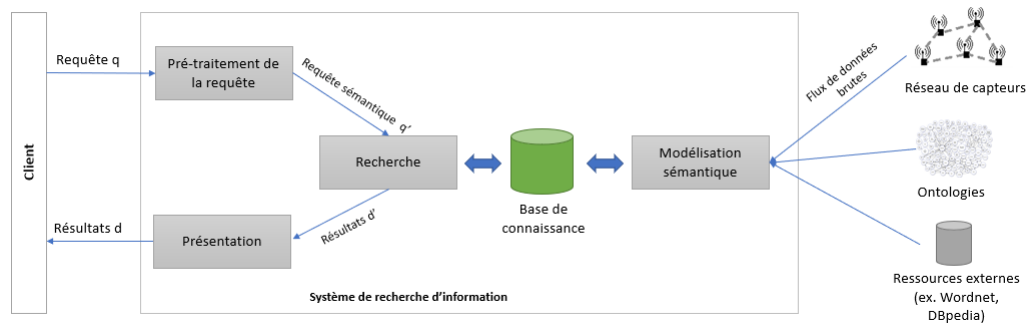 Client
Requête q
Pré-traitement de
la requête
Requête sémantique q'
Recherche
Résultats d'
Présentation
Résultats d
Base de
connaissance
Modélisation
sémantique
Flux de données
brutes
Réseau de capteurs
Ontologies
Ressources externes
(ex. Wordnet,
DBpedia)
Système de recherche d'information